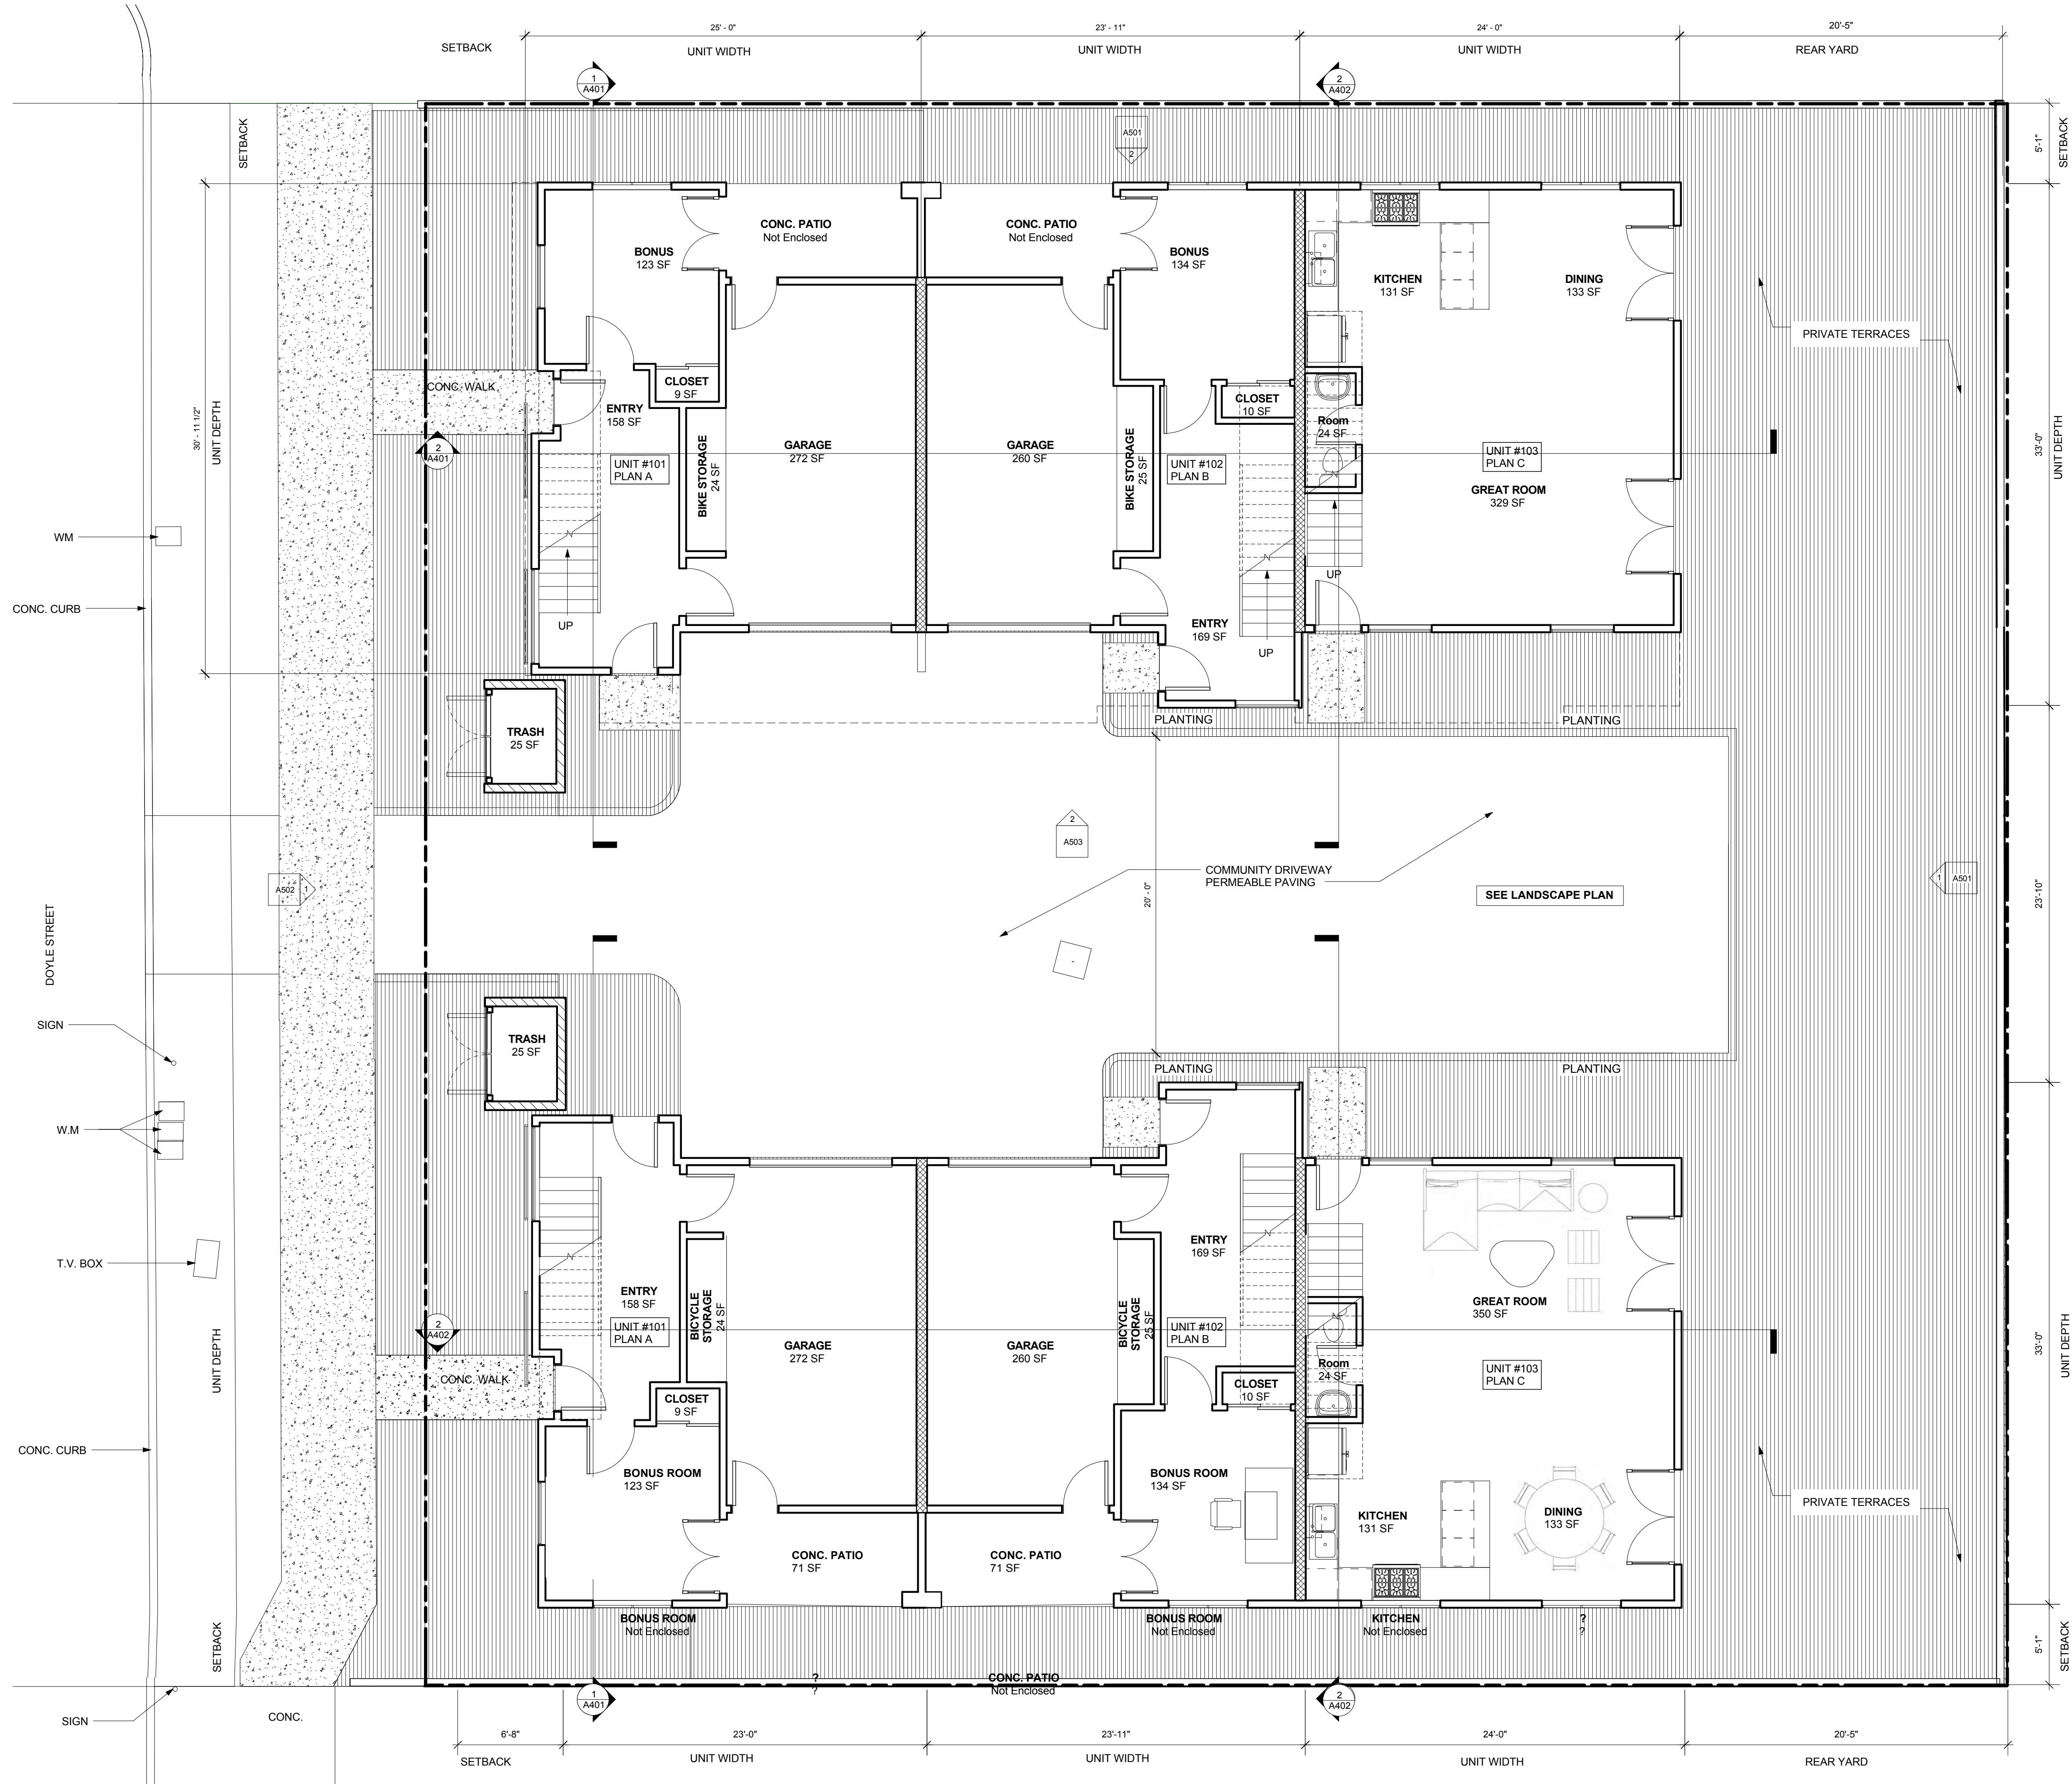 25' - 0"
23' - 11"
24' - 0"
20'-5"
SETBACK
UNIT WIDTH
UNIT WIDTH
UNIT WIDTH
REAR YARD
1
A401
2
A402
SETBACK
A501
2
5'-1"
SETBACK
CONC. PATIO
Not Enclosed
CONC. PATIO
Not Enclosed
BONUS
123 SF
BONUS
134 SF
KITCHEN
131 SF
DINING
133 SF
PRIVATE TERRACES
CONC. WALK
CLOSET
9 SF
CLOSET
10 SF
ENTRY
158 SF
Room
24 SF
30' - 11 1/2"
UNIT DEPTH
2
A401
GARAGE
272 SF
GARAGE
260 SF
BIKE STORAGE
24 SF
BIKE STORAGE
25 SF
UNIT #101
PLAN A
UNIT #102
PLAN B
UNIT #103
PLAN C
GREAT ROOM
329 SF
33'-0"
UNIT DEPTH
WM
CONC. CURB
UP
UP
UP
ENTRY
169 SF
TRASH
25 SF
PLANTING
PLANTING
2
A503
COMMUNITY DRIVEWAY
PERMEABLE PAVING
20' - 0"
A502
1
SEE LANDSCAPE PLAN
1
A501
23'-10"
DOYLE STREET
-
SIGN
TRASH
25 SF
PLANTING
PLANTING
W.M
T.V. BOX
ENTRY
169 SF
ENTRY
158 SF
GREAT ROOM
350 SF
BICYCLE
STORAGE
24 SF
BICYCLE
STORAGE
25 SF
UNIT #101
PLAN A
UNIT #102
PLAN B
2
A402
GARAGE
272 SF
GARAGE
260 SF
Room
24 SF
UNIT #103
PLAN C
UNIT DEPTH
33'-0"
UNIT DEPTH
CONC. WALK
CLOSET
9 SF
CLOSET
10 SF
CONC. CURB
BONUS ROOM
123 SF
BONUS ROOM
134 SF
KITCHEN
131 SF
DINING
133 SF
PRIVATE TERRACES
CONC. PATIO
71 SF
CONC. PATIO
71 SF
BONUS ROOM
Not Enclosed
BONUS ROOM
Not Enclosed
KITCHEN
Not Enclosed
?
?
SETBACK
5'-1"
SETBACK
?
?
CONC. PATIO
Not Enclosed
1
A401
2
A402
SIGN
CONC.
6'-8"
23'-0"
23'-11"
24'-0"
20'-5"
SETBACK
UNIT WIDTH
UNIT WIDTH
UNIT WIDTH
REAR YARD